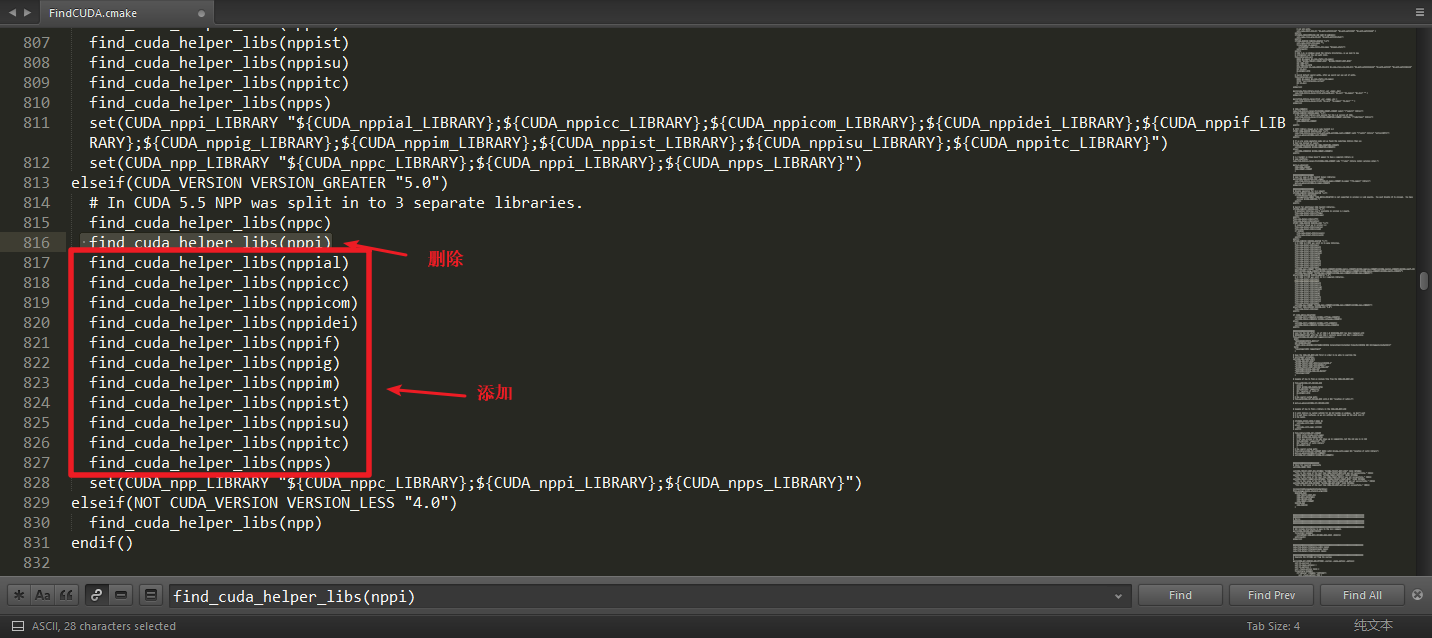 FindCUDA.cmake
807 find_cuda_helper_libs(nppist)
808 find_cuda_helper_libs(nppisu)
809 find_cuda_helper_libs(nppitc)
810 find_cuda_helper_libs(npps)
811 set(CUDA_nppi_LIBRARY "${CUDA_nppial_LIBRARY};${CUDA_nppicc_LIBRARY};${CUDA_nppicom_LIBRARY};${CUDA_nppidei_LIBRARY};${CUDA_nppif_LIB
RARY};${CUDA_nppig_LIBRARY};${CUDA_nppim_LIBRARY};${CUDA_nppist_LIBRARY};${CUDA_nppisu_LIBRARY};${CUDA_nppitc_LIBRARY}")
812 set(CUDA_npp_LIBRARY "${CUDA_nppc_LIBRARY};${CUDA_nppi_LIBRARY};${CUDA_npps_LIBRARY}")
813 elseif(CUDA_VERSION VERSION_GREATER "5.0")
814 # In CUDA 5.5 NPP was split in to 3 separate libraries.
815 find_cuda_helper_libs(nppc)
816 find_cuda_helper_libs(nppi)
删除
817 find_cuda_helper_libs(nppial)
818 find_cuda_helper_libs(nppicc)
819 find_cuda_helper_libs(nppicom)
820 find_cuda_helper_libs(nppidei)
821 find_cuda_helper_libs(nppif)
822 find_cuda_helper_libs(nppig)
823 find_cuda_helper_libs(nppim)
添加
824 find_cuda_helper_libs(nppist)
825 find_cuda_helper_libs(nppisu)
826 find_cuda_helper_libs(nppitc)
827 find_cuda_helper_libs(npps)
828 set(CUDA_npp_LIBRARY "${CUDA_nppc_LIBRARY};${CUDA_nppi_LIBRARY};${CUDA_npps_LIBRARY}")
829 elseif(NOT CUDA_VERSION VERSION_LESS "4.0")
830 find_cuda_helper_libs(npp)
831 endif()
832
Aa find_cuda_helper_libs(nppi) Find Find Prev Find All
ASCII, 28 characters selected Tab Size: 4 纯文本